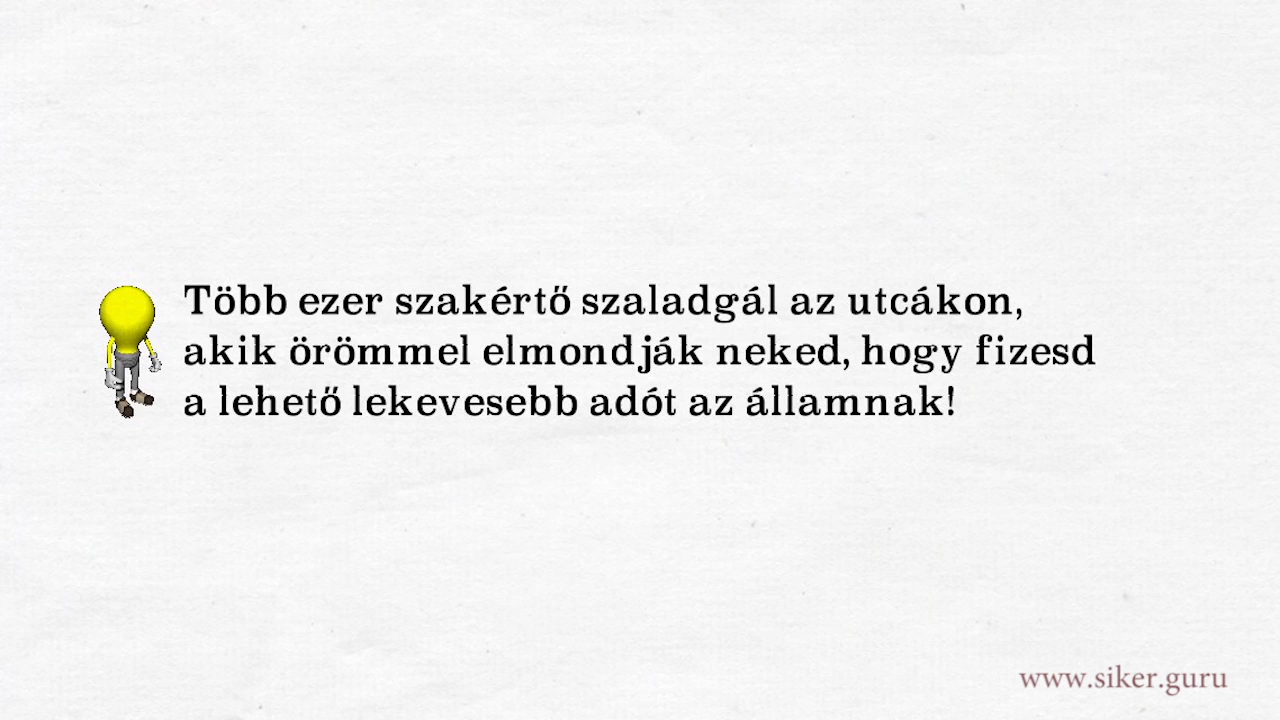 Több ezer szakértő szaladgál az utcákon,
akik örömmel elmondják neked, hogy fizesd
a lehető lekevesebb adót az államnak!
www.siker.guru